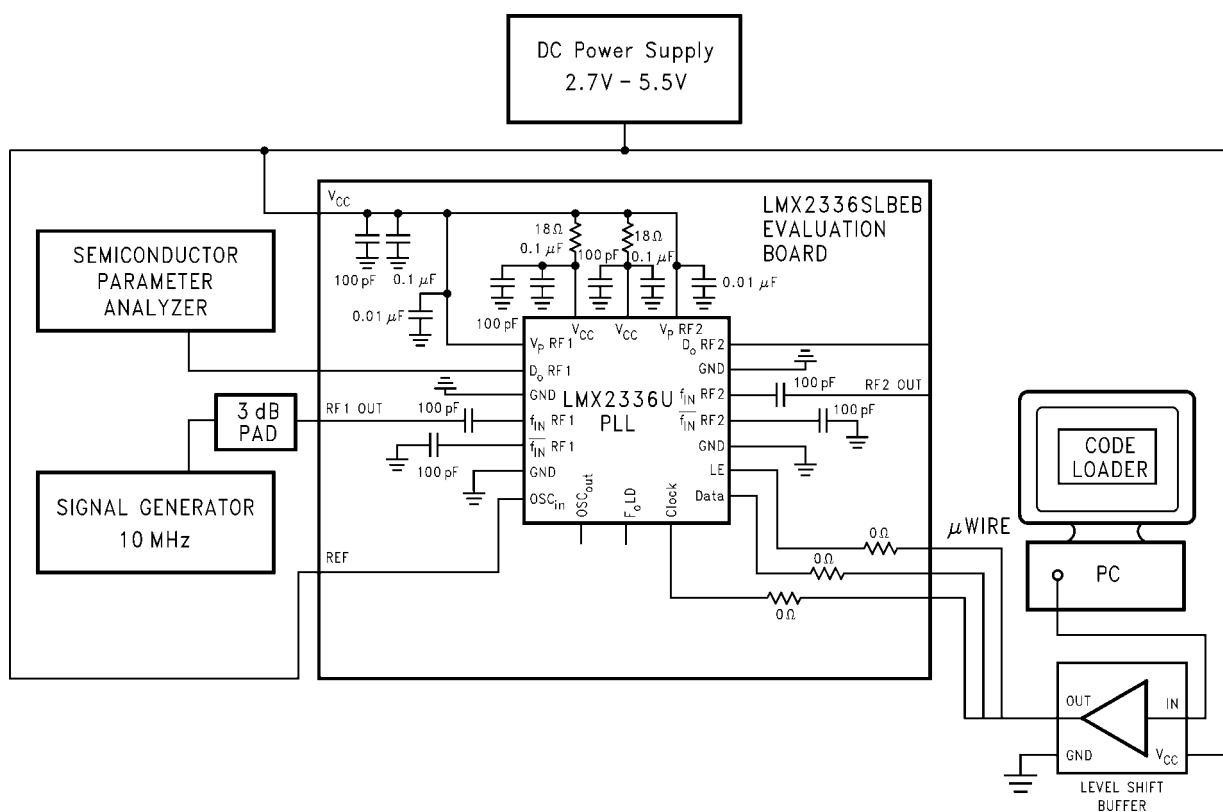 DC Power Supply
2.7V – 5.5V
V_CC
LMX2336SLBEB
EVALUATION
BOARD
18Ω
0.1 μF
100 pF
18Ω
0.1 μF
100 pF
0.1 μF
0.01 μF
100 pF
0.01 μF
SEMICONDUCTOR
PARAMETER
ANALYZER
V_CC
V_CC
V_P RF2
V_P RF1
D_o RF2
D_o RF1
GND
GND
f_IN RF2
100 pF
RF2 OUT
3 dB
PAD
RF1 OUT
100 pF
f_IN RF1
LMX2336U
PLL
f̅_I̅N̅ RF2
100 pF
f̅_I̅N̅ RF1
100 pF
GND
GND
LE
OSC_in
Data
OSC_out
F_oLD
Clock
SIGNAL GENERATOR
10 MHz
REF
μWIRE
0Ω
0Ω
0Ω
CODE
LOADER
PC
OUT
IN
GND
V_CC
LEVEL SHIFT
BUFFER